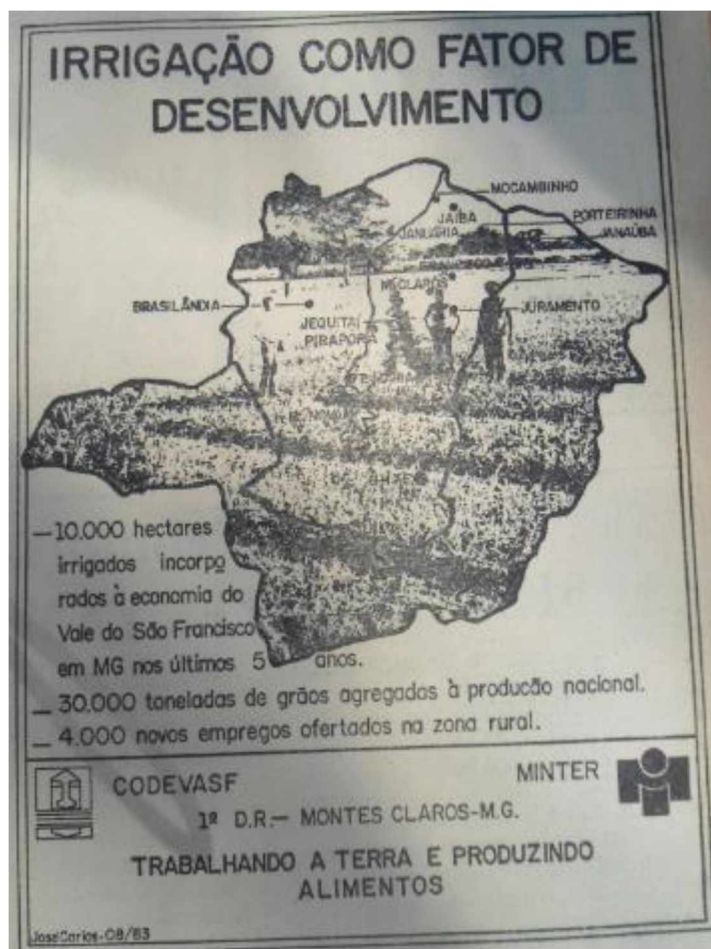 IRRIGAÇÃO COMO FATOR DE
DESENVOLVIMENTO
MOCAMBINHO
JAÍBA
PORTEIRINHA
JANUÁRIA
JANAÚBA
M.CLAROS
BRASILÂNDIA
JURAMENTO
JEQUITAÍ
PIRAPORA
— 10.000 hectares
irrigados incorpo
rados à economia do
Vale do São Francisco
em MG nos últimos 5 anos.
— 30.000 toneladas de grãos agregados à produção nacional.
— 4.000 novos empregos ofertados na zona rural.
CODEVASF
MINTER
1ª D.R.— MONTES CLAROS-M.G.
TRABALHANDO A TERRA E PRODUZINDO
ALIMENTOS
José Carlos-08/83